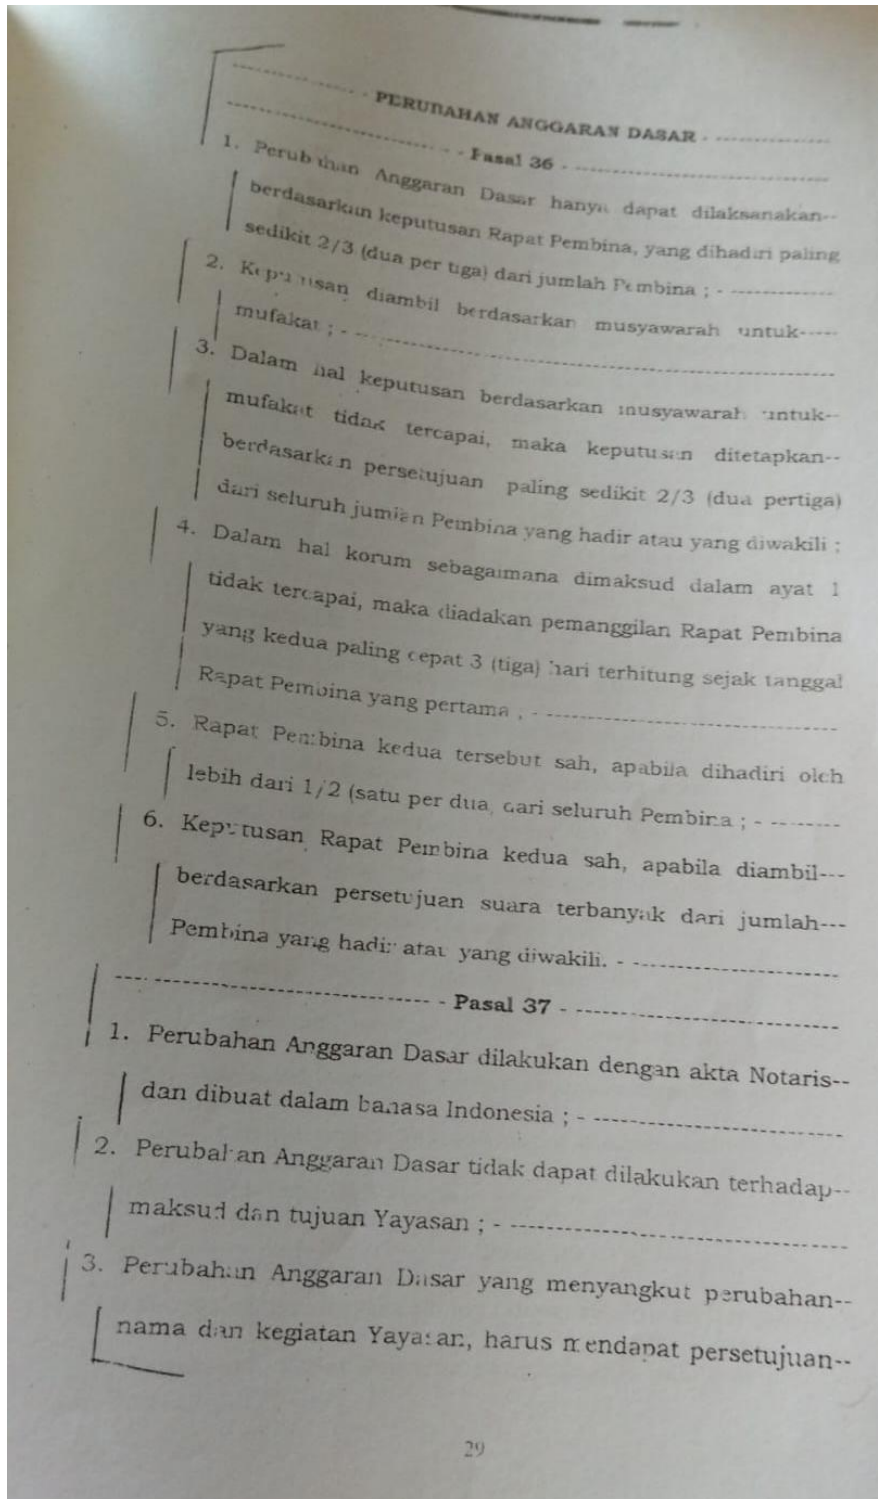 PERUBAHAN ANGGARAN DASAR
Pasal 36
1. Perubahan Anggaran Dasar hanya dapat dilaksanakan--
berdasarkan keputusan Rapat Pembina, yang dihadiri paling
sedikit 2/3 (dua per tiga) dari jumlah Pembina ; -
2. Keputusan diambil berdasarkan musyawarah untuk-----
mufakat ; -
3. Dalam hal keputusan berdasarkan musyawarah untuk--
mufakat tidak tercapai, maka keputusan ditetapkan--
berdasarkan persetujuan paling sedikit 2/3 (dua pertiga)
dari seluruh jumlah Pembina yang hadir atau yang diwakili ;
4. Dalam hal korum sebagaimana dimaksud dalam ayat 1
tidak tercapai, maka diadakan pemanggilan Rapat Pembina
yang kedua paling cepat 3 (tiga) hari terhitung sejak tanggal
Rapat Pembina yang pertama ; -
5. Rapat Pembina kedua tersebut sah, apabila dihadiri oleh
lebih dari 1/2 (satu per dua) dari seluruh Pembina ; - --------
6. Keputusan Rapat Pembina kedua sah, apabila diambil---
berdasarkan persetujuan suara terbanyak dari jumlah---
Pembina yang hadir atau yang diwakili. -
- Pasal 37 -
1. Perubahan Anggaran Dasar dilakukan dengan akta Notaris--
dan dibuat dalam bahasa Indonesia ; -
2. Perubahan Anggaran Dasar tidak dapat dilakukan terhadap--
maksud dan tujuan Yayasan ; -
3. Perubahan Anggaran Dasar yang menyangkut perubahan--
nama dan kegiatan Yayasan, harus mendapat persetujuan--
29